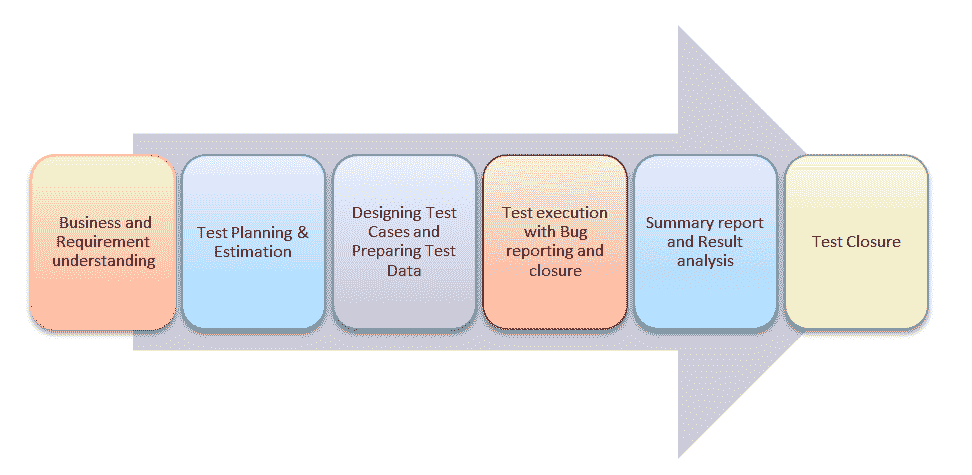 Business and
Requirement
understanding
Test Planning &
Estimation
Designing Test
Cases and
Preparing Test
Data
Test execution
with Bug
reporting and
closure
Summary report
and Result
analysis
Test Closure